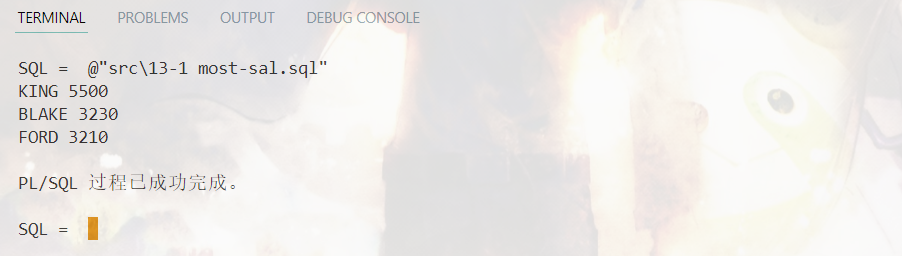 TERMINAL PROBLEMS OUTPUT DEBUG CONSOLE
SQL = @"src\13-1 most-sal.sql"
KING 5500
BLAKE 3230
FORD 3210
PL/SQL 过程已成功完成。
SQL =